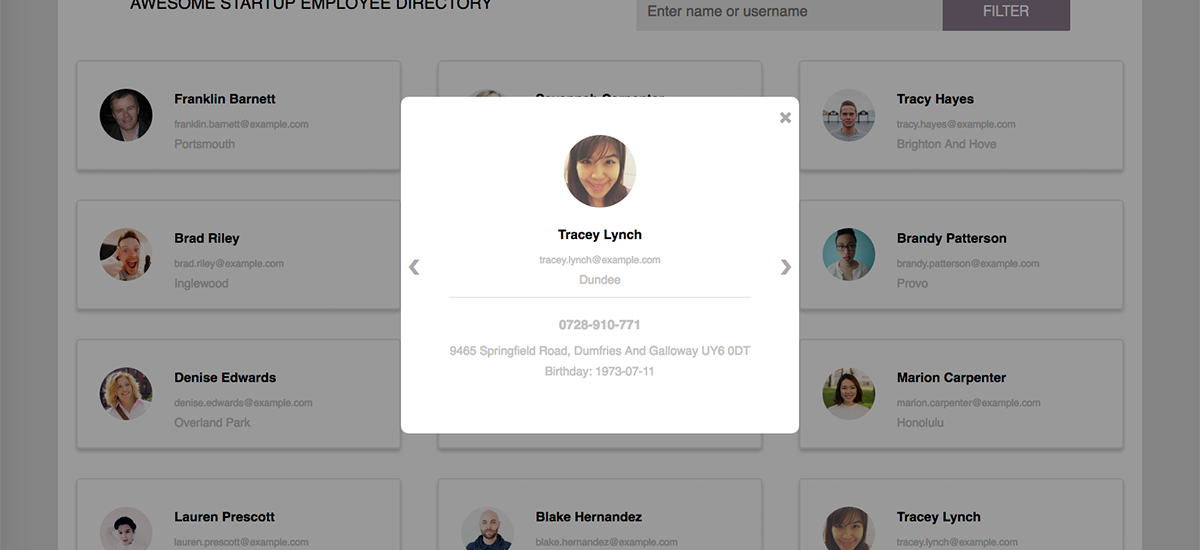 AWESOME STARTUP EMPLOYEE DIRECTORY
Enter name or username
FILTER
Franklin Barnett
franklin.barnett@example.com
Portsmouth
Tracy Hayes
tracy.hayes@example.com
Brighton And Hove
Tracey Lynch
tracey.lynch@example.com
Dundee
0728-910-771
9465 Springfield Road, Dumfries And Galloway UY6 0DT
Birthday: 1973-07-11
Brad Riley
brad.riley@example.com
Inglewood
Brandy Patterson
brandy.patterson@example.com
Provo
Denise Edwards
denise.edwards@example.com
Overland Park
Marlon Carpenter
marlon.carpenter@example.com
Honolulu
Lauren Prescott
lauren.prescott@example.com
Blake Hernandez
blake.hernandez@example.com
Tracey Lynch
tracey.lynch@example.com